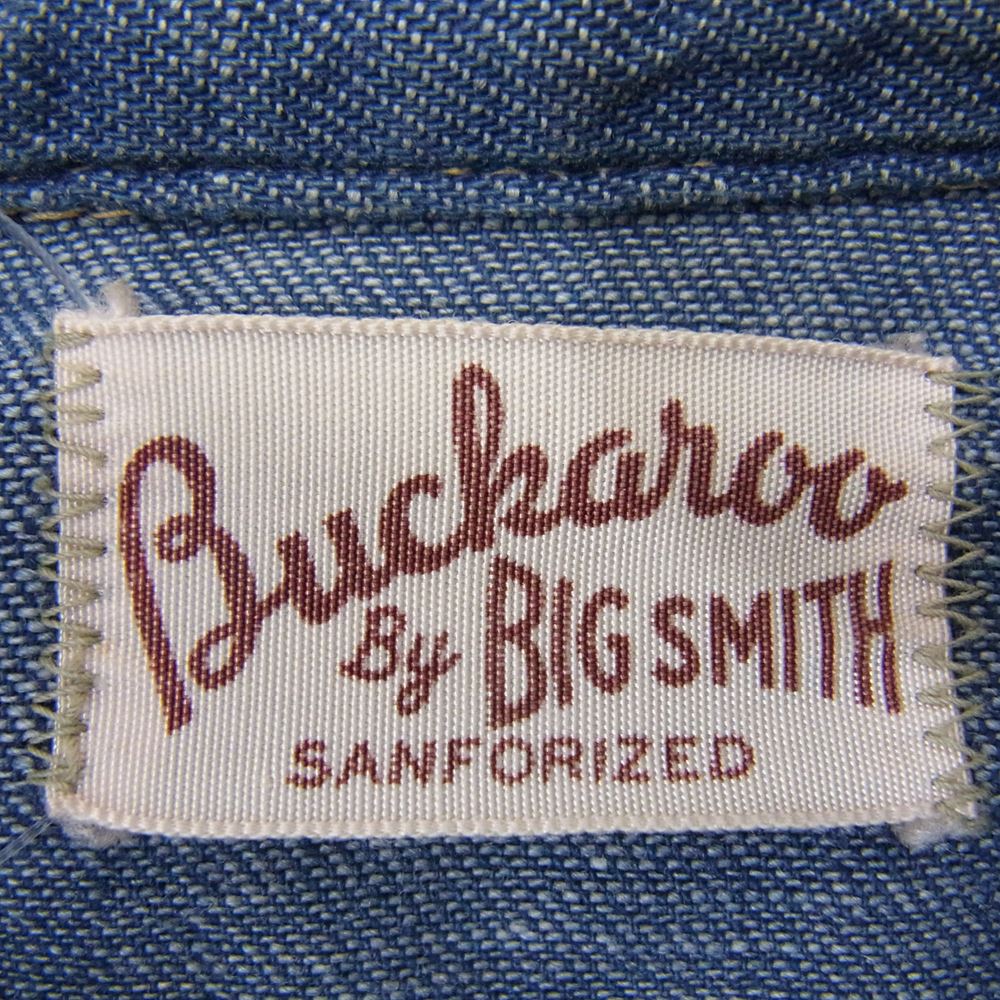 Buckaroo
By BIG SMITH
SANFORIZED